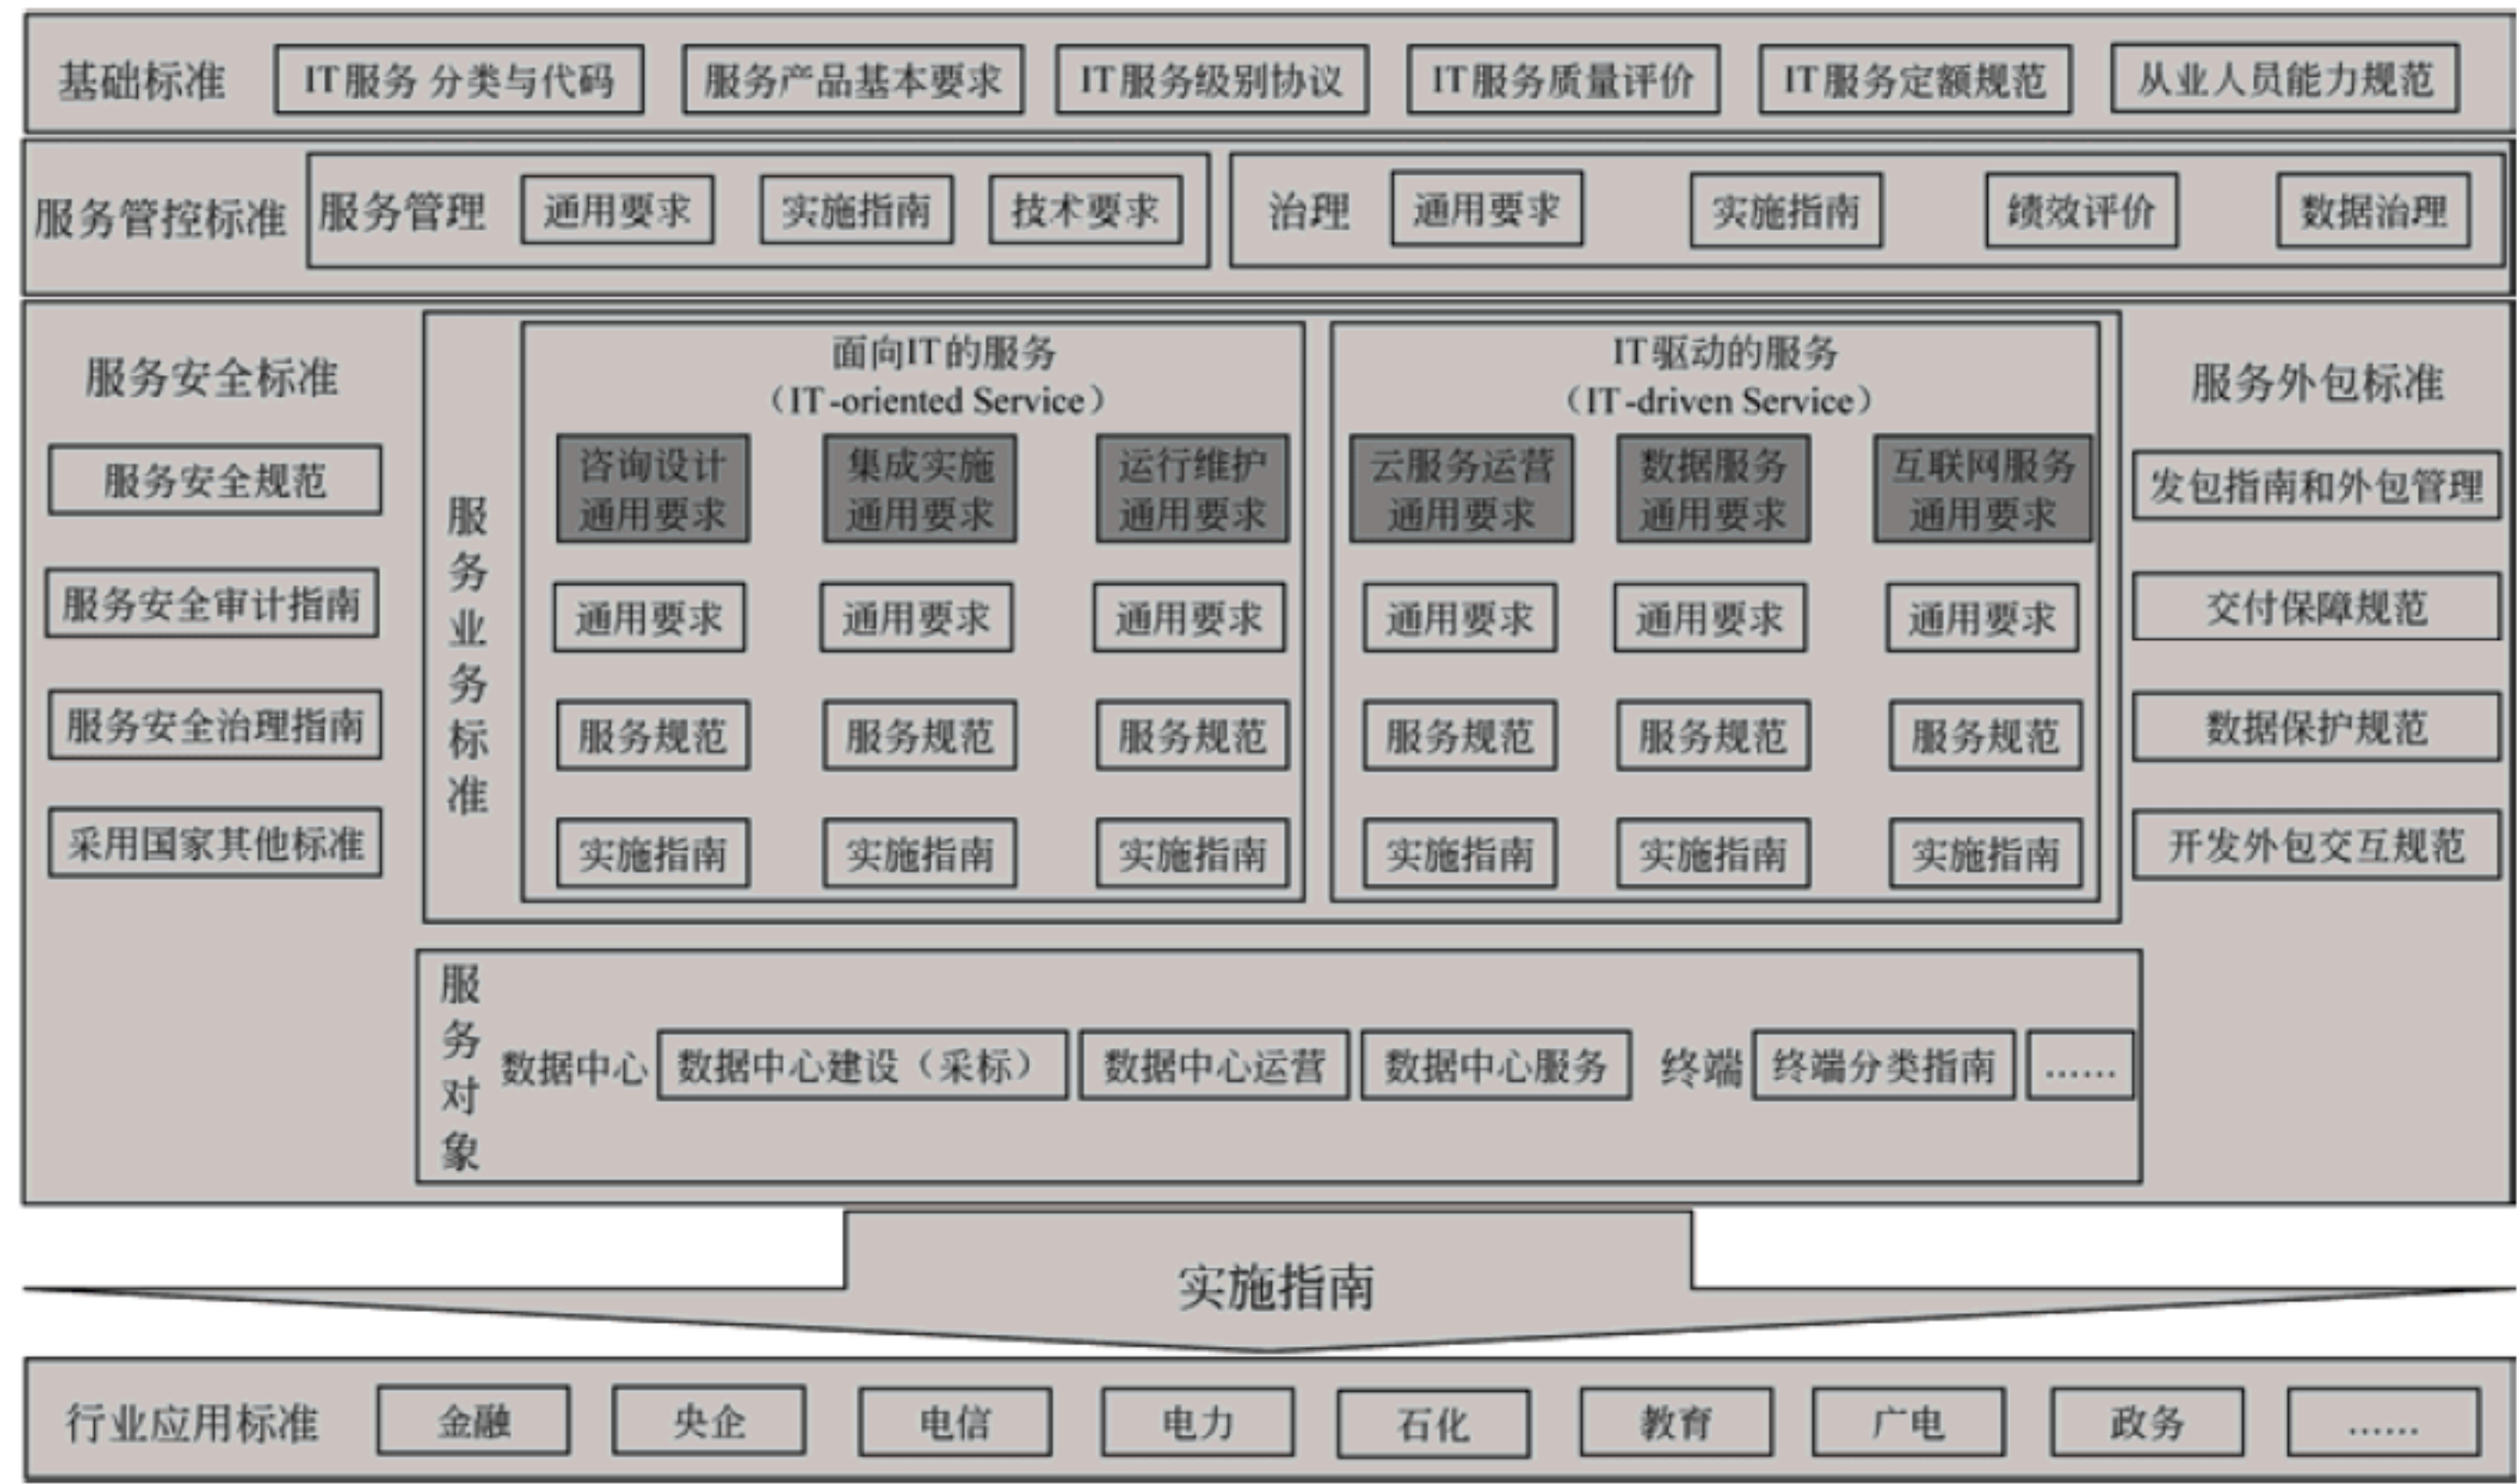 基础标准 IT服务 分类与代码 服务产品基本要求 IT服务级别协议 IT服务质量评价 IT服务定额规范 从业人员能力规范
服务管控标准 服务管理 通用要求 实施指南 技术要求 治理 通用要求 实施指南 绩效评价 数据治理
服务安全标准
服务安全规范
服务安全审计指南
服务安全治理指南
采用国家其他标准
服务业务标准
面向IT的服务
（IT-oriented Service）
咨询设计 集成实施 运行维护
通用要求 通用要求 通用要求
通用要求 通用要求 通用要求
服务规范 服务规范 服务规范
实施指南 实施指南 实施指南
IT驱动的服务
（IT-driven Service）
云服务运营 数据服务 互联网服务
通用要求 通用要求 通用要求
通用要求 通用要求 通用要求
服务规范 服务规范 服务规范
实施指南 实施指南 实施指南
服务外包标准
发包指南和外包管理
交付保障规范
数据保护规范
开发外包交互规范
服务对象
数据中心 数据中心建设（采标） 数据中心运营 数据中心服务 终端 终端分类指南 ……
实施指南
行业应用标准 金融 央企 电信 电力 石化 教育 广电 政务 ……